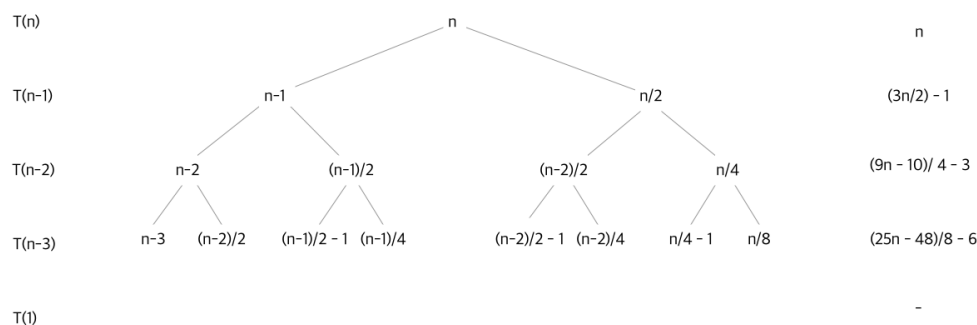 T(n) n n
T(n-1) n-1 n/2 (3n/2) - 1
T(n-2) n-2 (n-1)/2 (n-2)/2 n/4 (9n - 10)/ 4 - 3
T(n-3) n-3 (n-2)/2 (n-1)/2 - 1 (n-1)/4 (n-2)/2 - 1 (n-2)/4 n/4 - 1 n/8 (25n - 48)/8 - 6
T(1) -